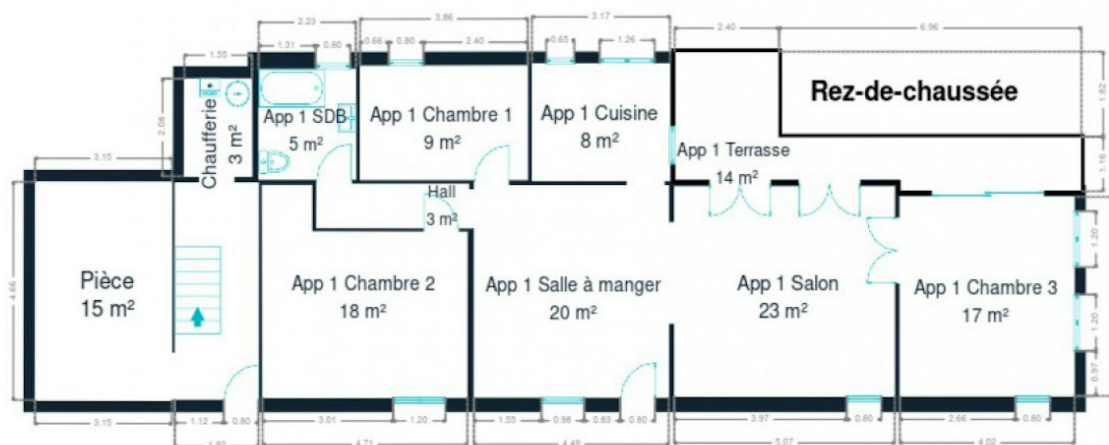 2.23
3.86
3.17
2.40
6.96
1.31
0.80
0.66
0.80
2.40
0.65
1.26
1.55
Rez-de-chaussée
1.82
2.08
Chaufferie
3 m²
App 1 SDB
5 m²
App 1 Chambre 1
9 m²
App 1 Cuisine
8 m²
App 1 Terrasse
14 m²
1.16
3.15
Hall
3 m²
4.66
Pièce
15 m²
App 1 Chambre 2
18 m²
App 1 Salle à manger
20 m²
App 1 Salon
23 m²
App 1 Chambre 3
17 m²
1.20
1.20
0.97
3.15
1.12
0.80
3.01
1.20
1.55
0.98
0.83
0.80
3.97
0.80
2.66
0.80
1.80
4.71
4.49
5.07
4.02